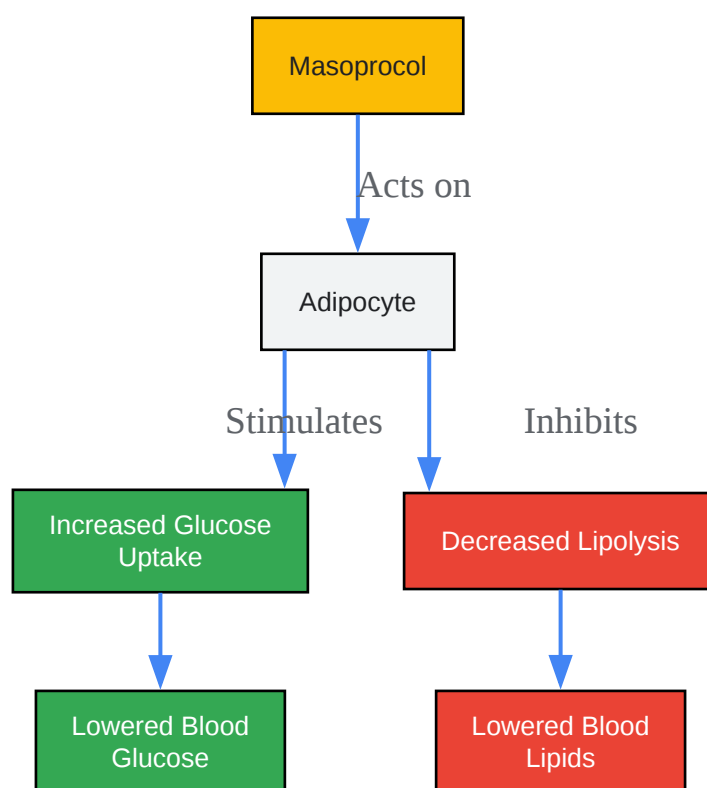 Masoprocol
Acts on
Adipocyte
Stimulates
Inhibits
Increased Glucose
Uptake
Decreased Lipolysis
Lowered Blood
Glucose
Lowered Blood
Lipids